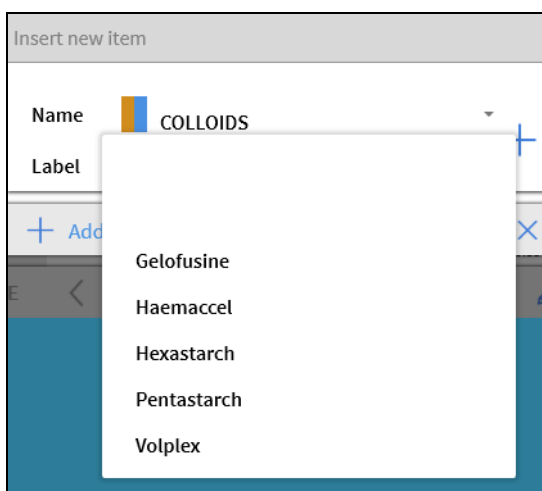 Insert new item
Name COLLOIDS
Label
Add
Gelofusine
E
Haemaccel
Hexastarch
Pentastarch
Volplex